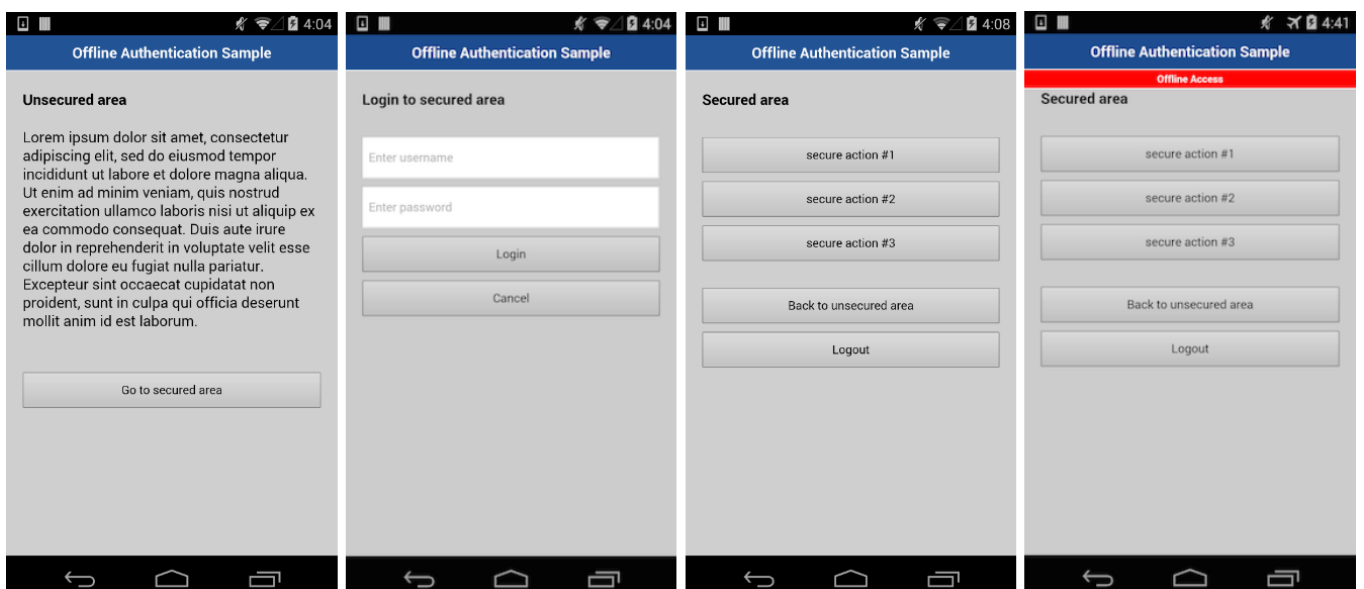 4:04
Offline Authentication Sample
Unsecured area
Lorem ipsum dolor sit amet, consectetur
adipiscing elit, sed do eiusmod tempor
incididunt ut labore et dolore magna aliqua.
Ut enim ad minim veniam, quis nostrud
exercitation ullamco laboris nisi ut aliquip ex
ea commodo consequat. Duis aute irure
dolor in reprehenderit in voluptate velit esse
cillum dolore eu fugiat nulla pariatur.
Excepteur sint occaecat cupidatat non
proident, sunt in culpa qui officia deserunt
mollit anim id est laborum.
Go to secured area
4:04
Offline Authentication Sample
Login to secured area
Enter username
Enter password
Login
Cancel
4:08
Offline Authentication Sample
Secured area
secure action #1
secure action #2
secure action #3
Back to unsecured area
Logout
4:41
Offline Authentication Sample
Offline Access
Secured area
secure action #1
secure action #2
secure action #3
Back to unsecured area
Logout